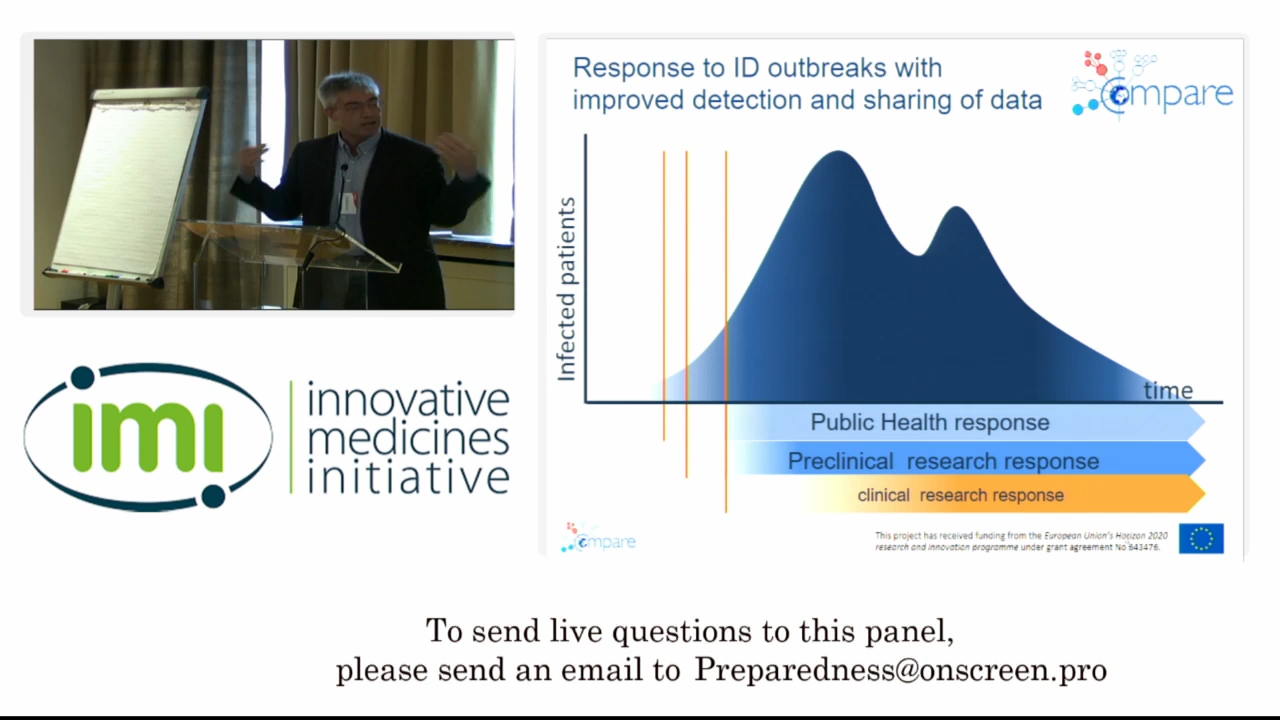 Response to ID outbreaks with
improved detection and sharing of data
Compare
Infected patients
time
Public Health response
Preclinical research response
clinical research response
Compare
This project has received funding from the European Union's Horizon 2020
research and innovation programme under grant agreement No 643476.
imi
innovative
medicines
initiative
To send live questions to this panel,
please send an email to Preparedness@onscreen.pro